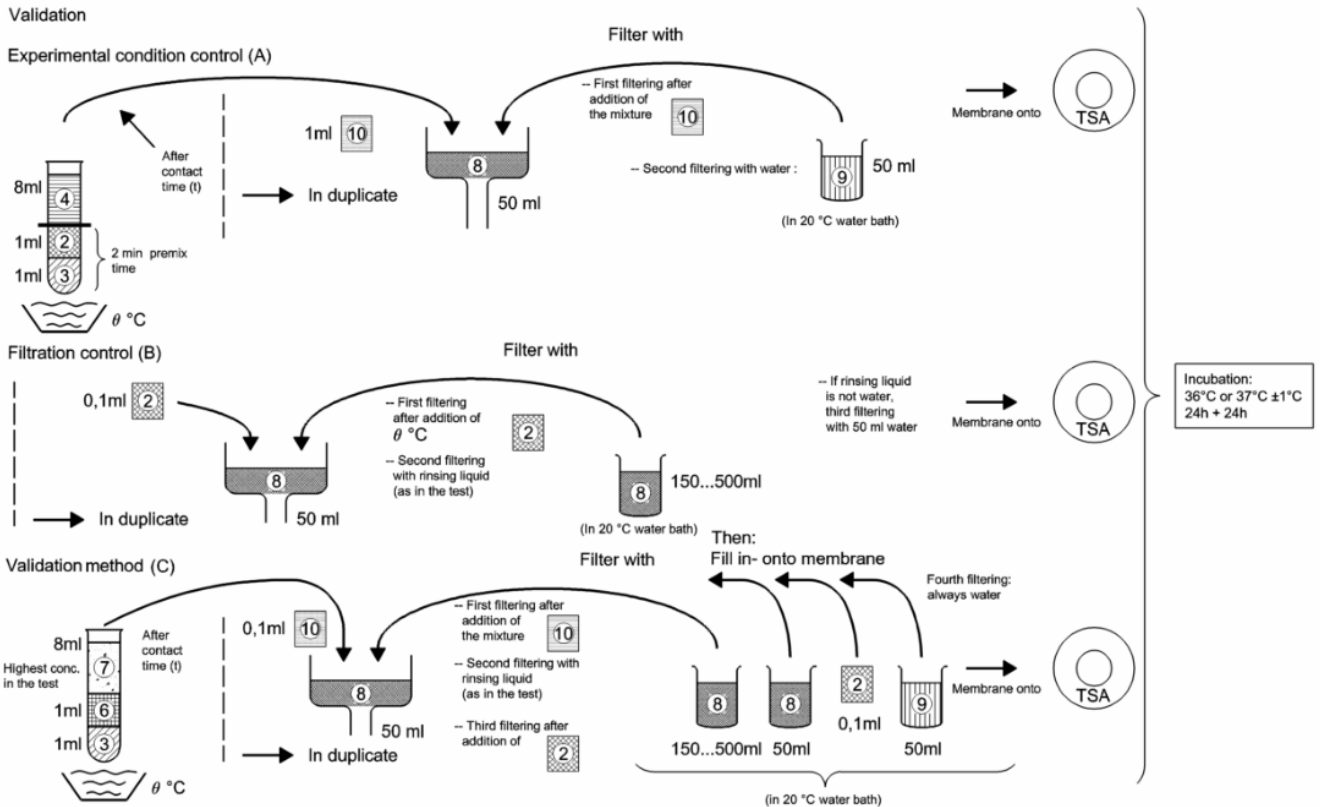 Validation
Experimental condition control (A)
Filter with
After
contact
time (t)
1ml 10
In duplicate
8
50 ml
-- First filtering after
addition of
the mixture
10
-- Second filtering with water :
9
50 ml
(In 20 °C water bath)
Membrane onto
TSA
8ml 4
1ml 2
1ml 3
2 min premix
time
θ °C
Filtration control (B)
Filter with
0,1ml 2
In duplicate
8
50 ml
-- First filtering
after addition of
θ °C
2
-- Second filtering
with rinsing liquid
(as in the test)
8
150...500ml
(In 20 °C water bath)
-- If rinsing liquid
is not water,
third filtering
with 50 ml water
Membrane onto
TSA
Incubation:
36°C or 37°C ±1°C
24h + 24h
Validation method (C)
Filter with
Then:
Fill in- onto membrane
Fourth filtering:
always water
8ml 7
Highest conc.
in the test
1ml 6
1ml 3
After
contact
time (t)
θ °C
0,1ml 10
In duplicate
8
50 ml
-- First filtering after
addition of
the mixture
10
-- Second filtering with
rinsing liquid
(as in the test)
-- Third filtering after
addition of
2
8
150...500ml
8
50ml
2
0,1ml
9
50ml
(in 20 °C water bath)
Membrane onto
TSA